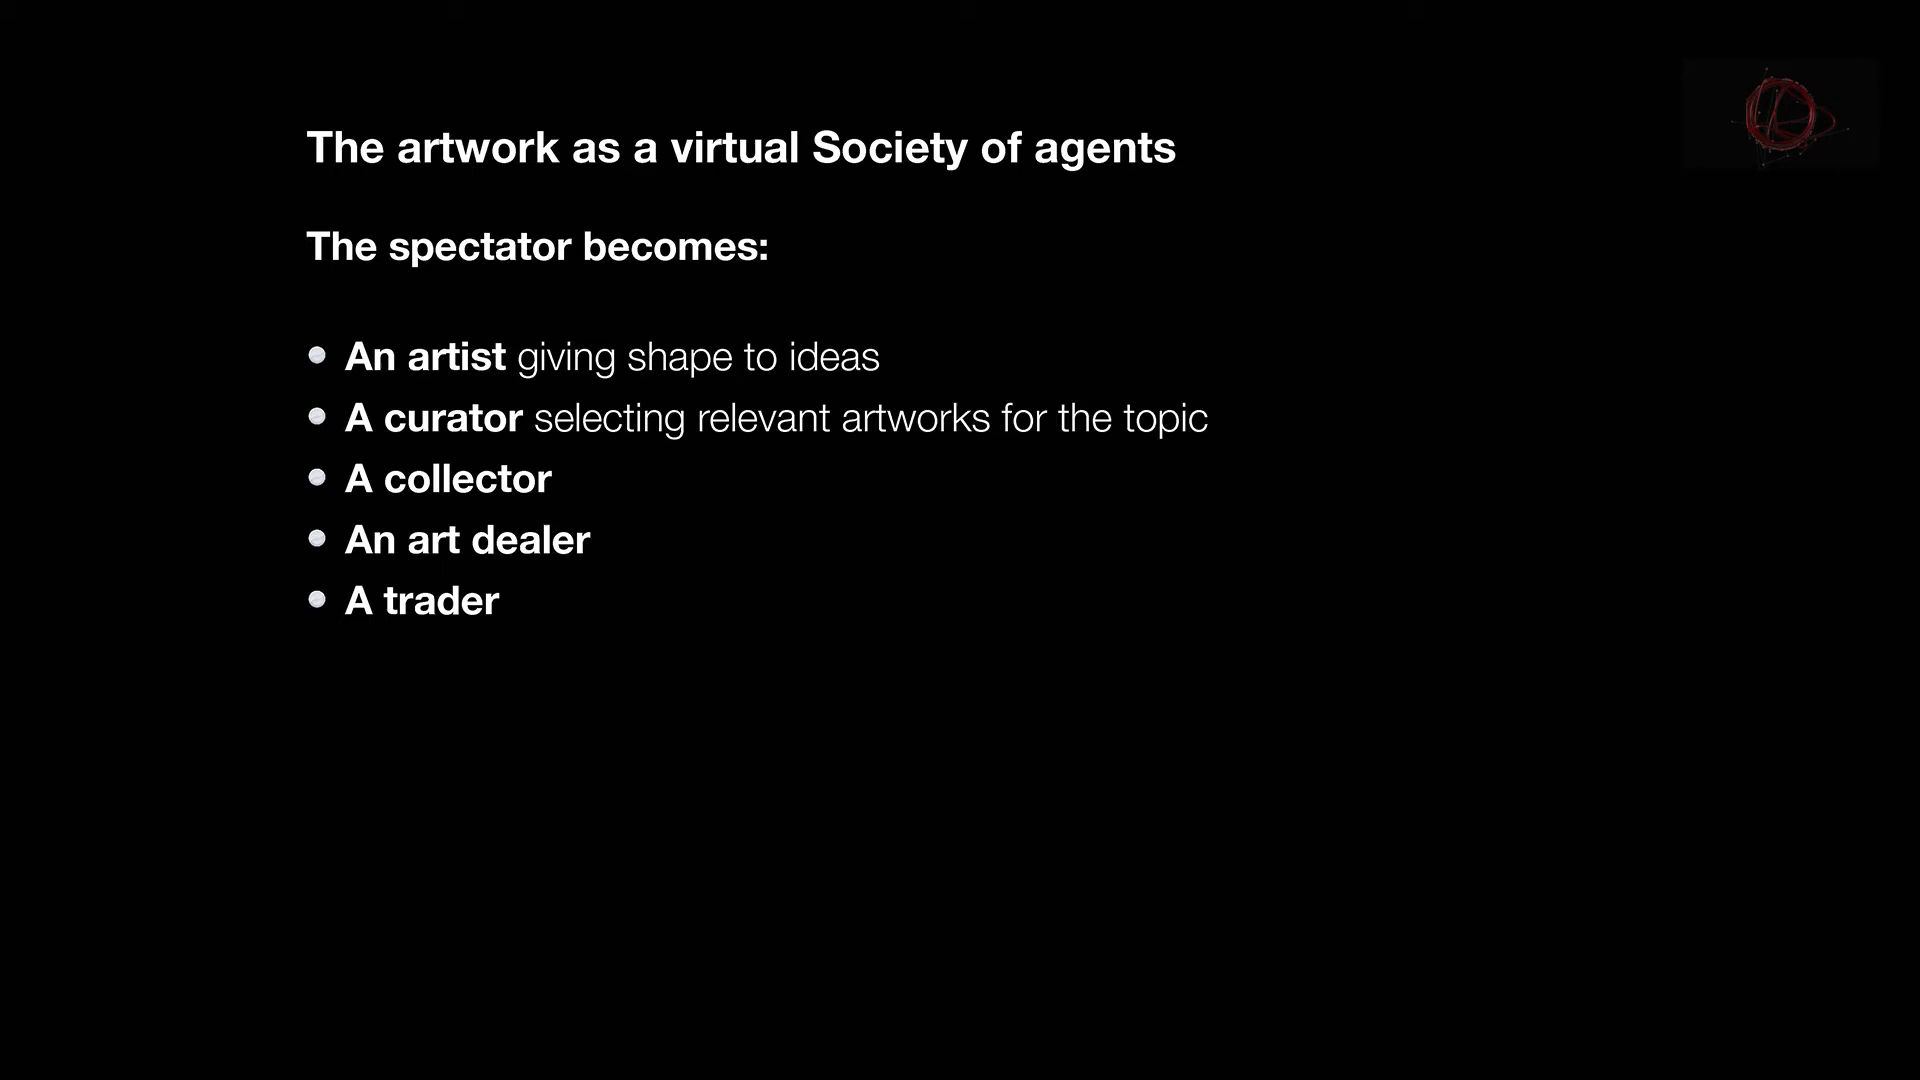 The artwork as a virtual Society of agents
The spectator becomes:
• An artist giving shape to ideas
• A curator selecting relevant artworks for the topic
• A collector
• An art dealer
• A trader